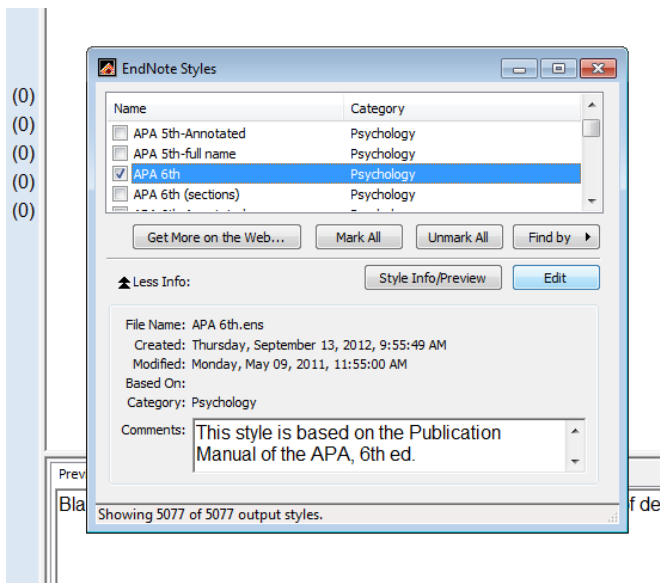 EndNote Styles
(0)
(0)
(0)
(0)
(0)
Name Category
APA 5th-Annotated Psychology
APA 5th-full name Psychology
APA 6th Psychology
APA 6th (sections) Psychology
Get More on the Web... Mark All Unmark All Find by
Less Info: Style Info/Preview Edit
File Name: APA 6th.ens
Created: Thursday, September 13, 2012, 9:55:49 AM
Modified: Monday, May 09, 2011, 11:55:00 AM
Based On:
Category: Psychology
Comments: This style is based on the Publication
Manual of the APA, 6th ed.
Prev
Bla f de
Showing 5077 of 5077 output styles.